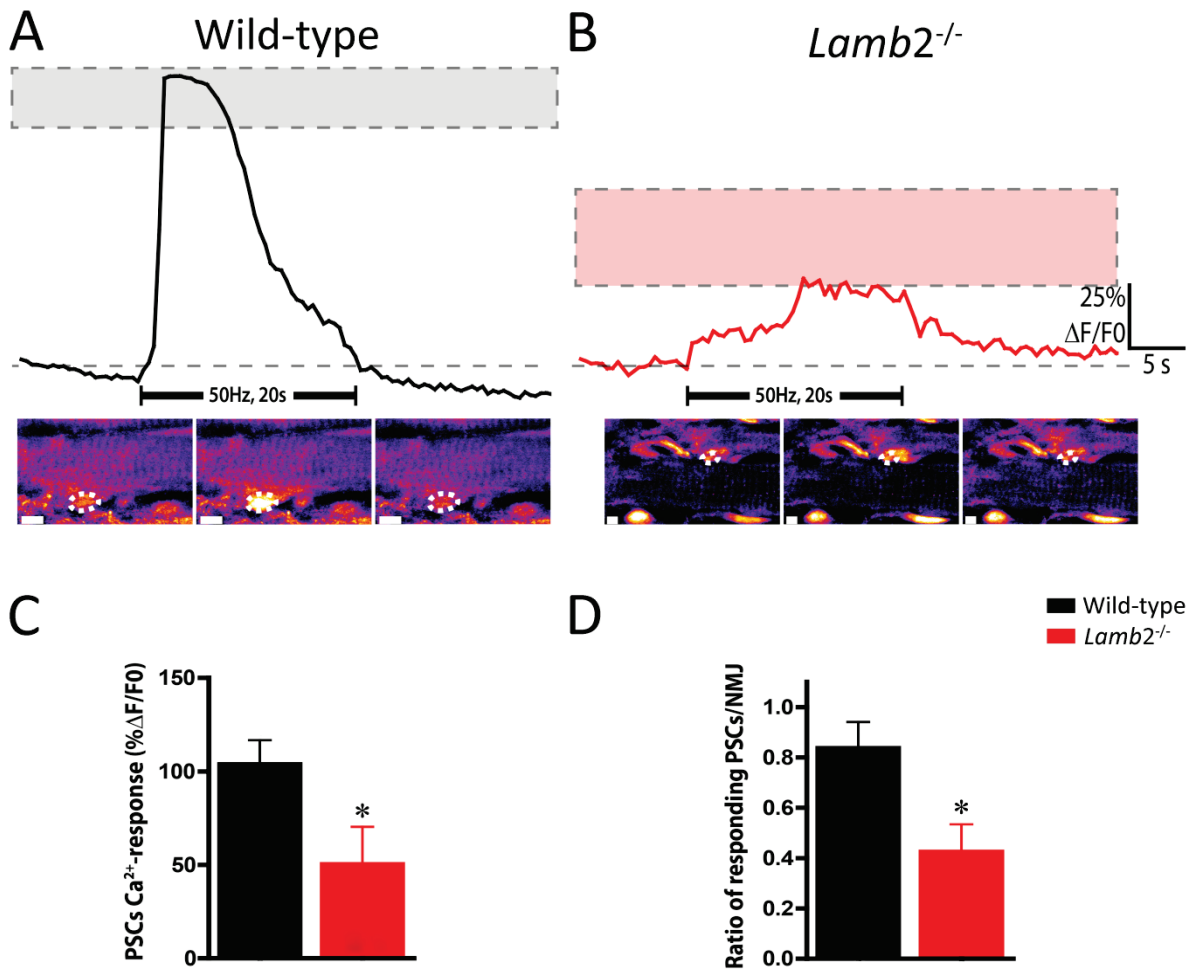 A
Wild-type
B
Lamb2-/-
25%
ΔF/F0
5 s
50Hz, 20s
50Hz, 20s
C
D
Wild-type
Lamb2-/-
PSCs Ca2+-response (%ΔF/F0)
150
100
50
0
*
Ratio of responding PSCs/NMJ
1.0
0.8
0.6
0.4
0.2
0.0
*